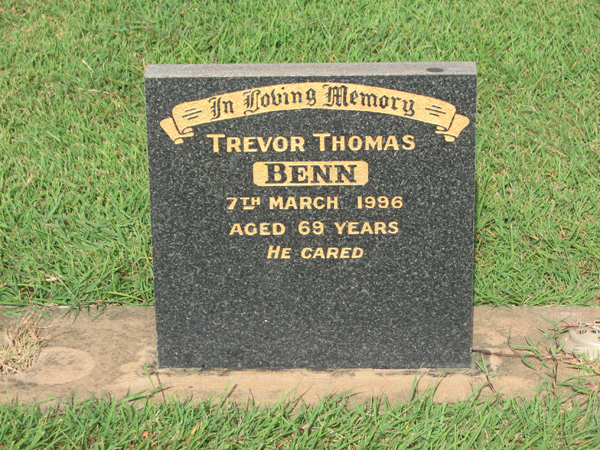 In Loving Memory
TREVOR THOMAS
BENN
7TH MARCH 1996
AGED 69 YEARS
HE CARED